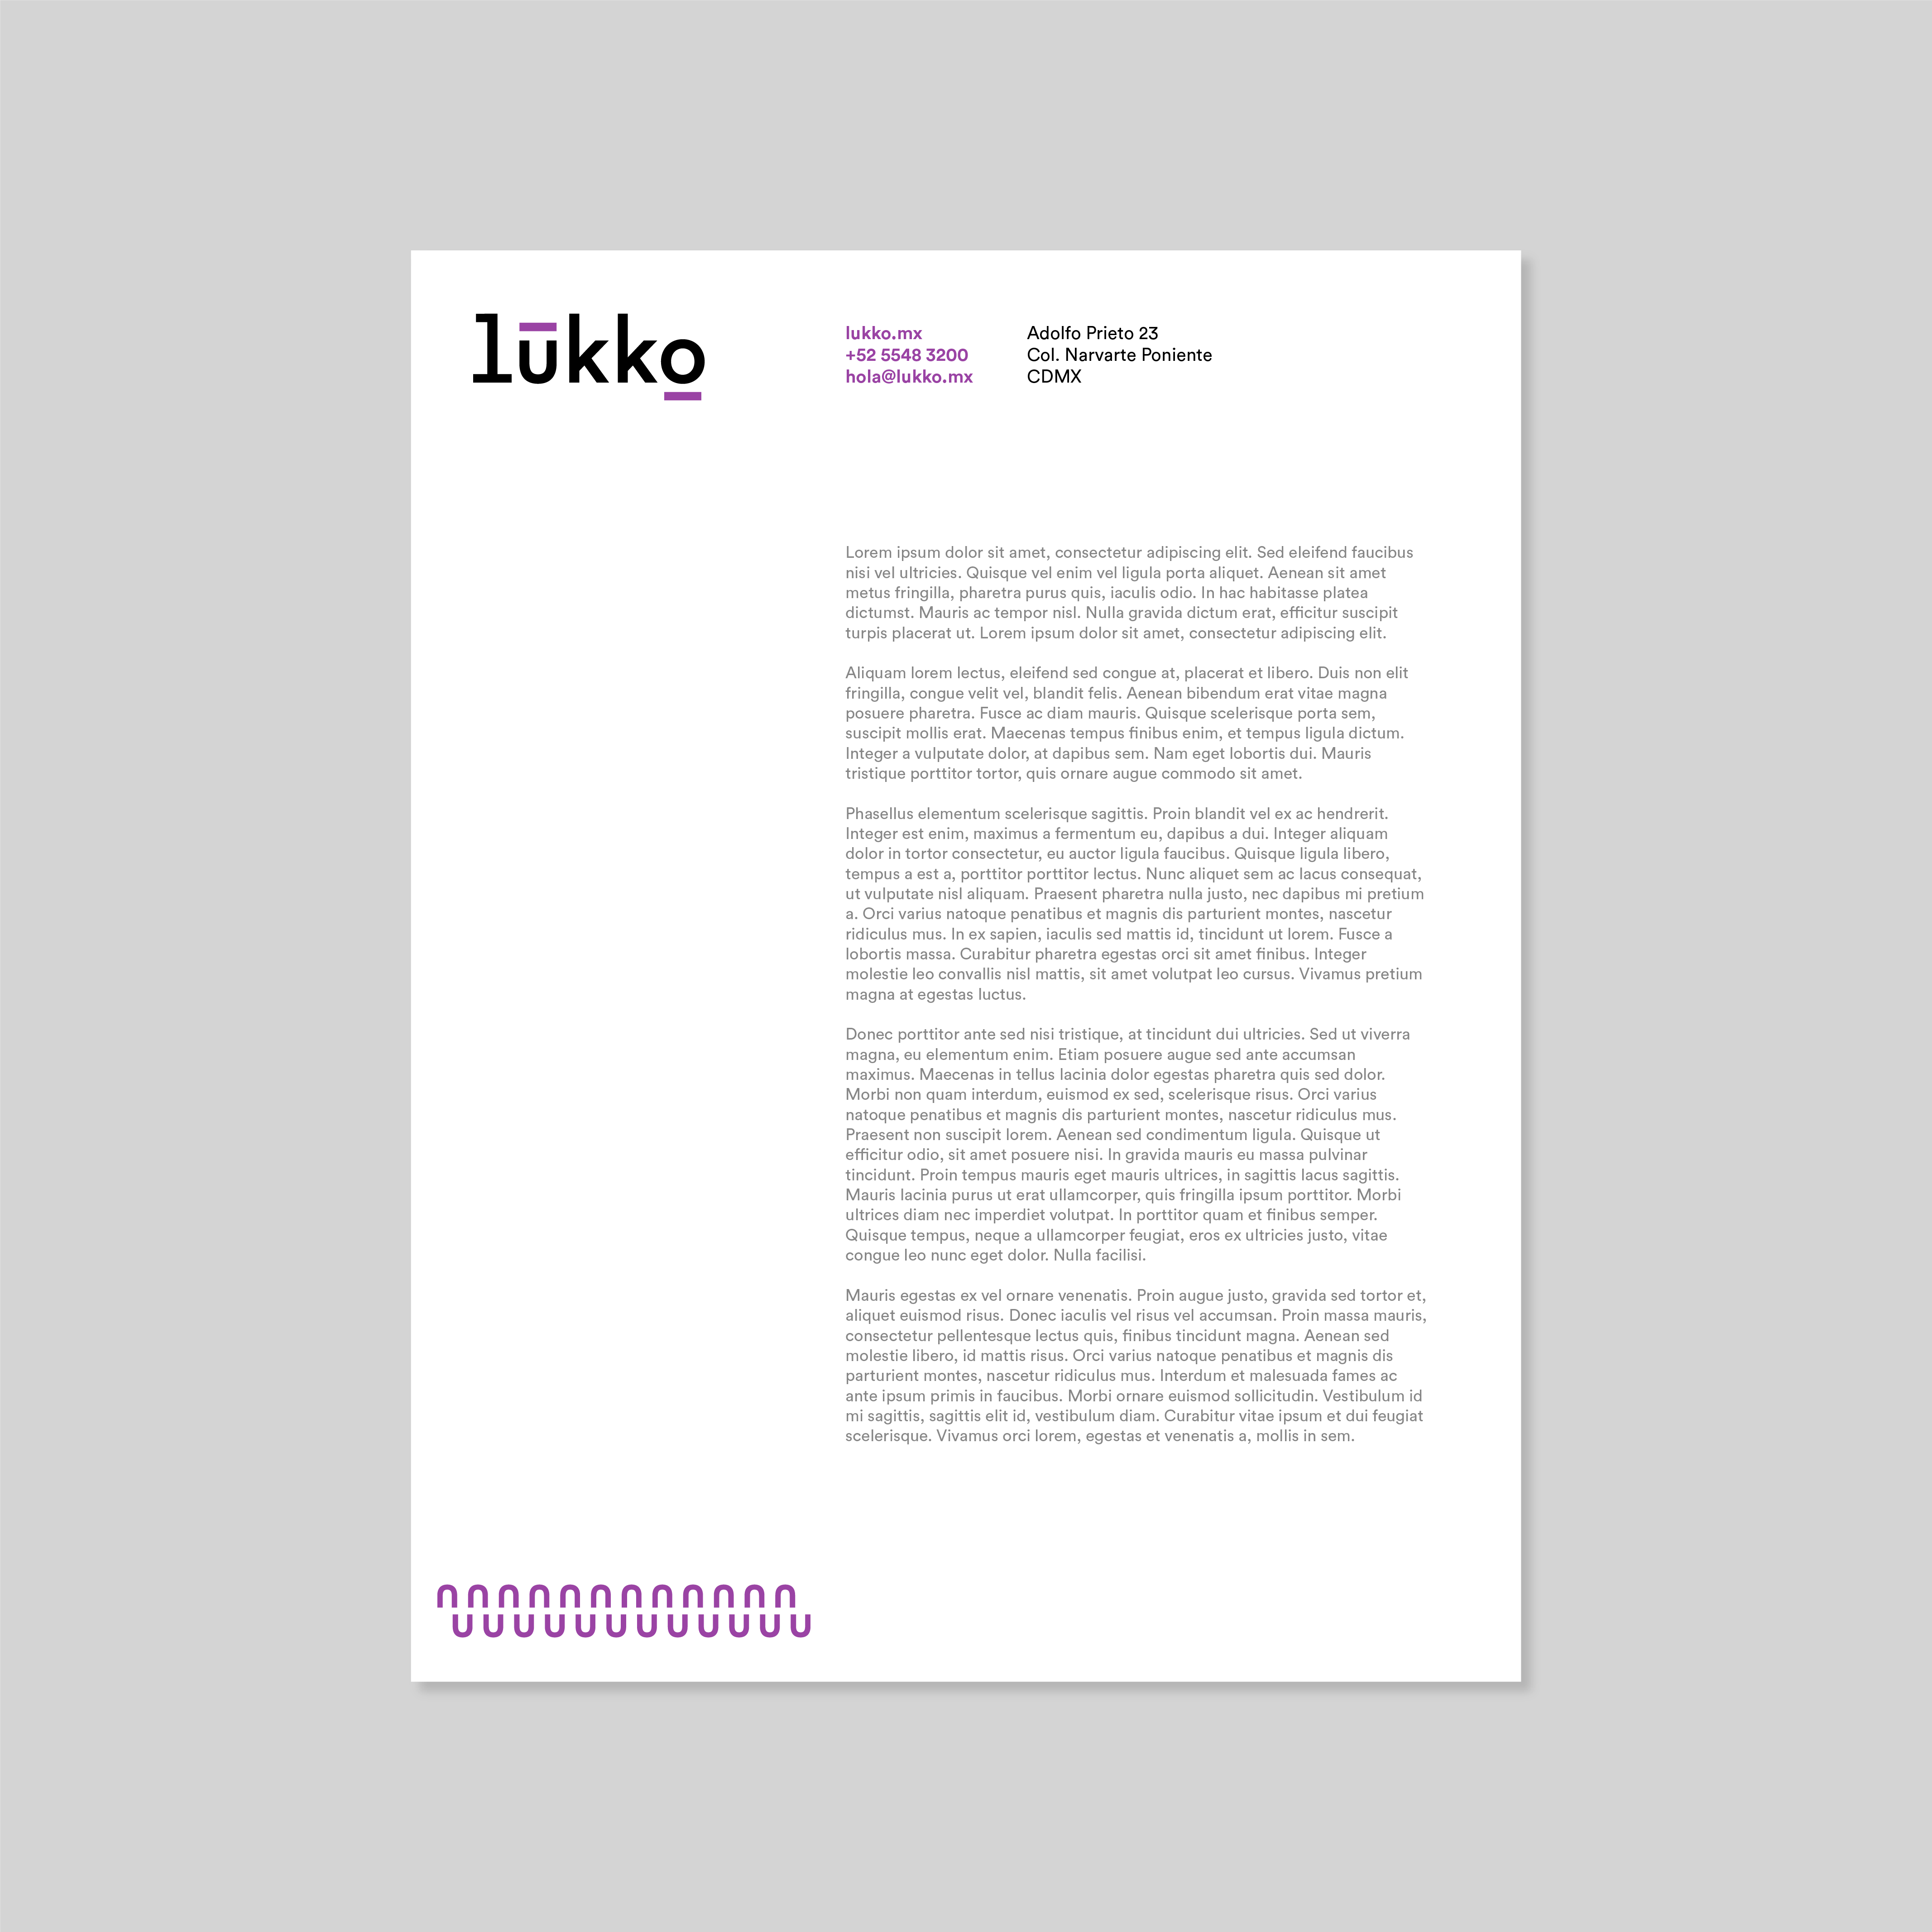 lūkko
lukko.mx
+52 5548 3200
hola@lukko.mx
Adolfo Prieto 23
Col. Narvarte Poniente
CDMX
Lorem ipsum dolor sit amet, consectetur adipiscing elit. Sed eleifend faucibus
nisi vel ultricies. Quisque vel enim vel ligula porta aliquet. Aenean sit amet
metus fringilla, pharetra purus quis, iaculis odio. In hac habitasse platea
dictumst. Mauris ac tempor nisl. Nulla gravida dictum erat, efficitur suscipit
turpis placerat ut. Lorem ipsum dolor sit amet, consectetur adipiscing elit.
Aliquam lorem lectus, eleifend sed congue at, placerat et libero. Duis non elit
fringilla, congue velit vel, blandit felis. Aenean bibendum erat vitae magna
posuere pharetra. Fusce ac diam mauris. Quisque scelerisque porta sem,
suscipit mollis erat. Maecenas tempus finibus enim, et tempus ligula dictum.
Integer a vulputate dolor, at dapibus sem. Nam eget lobortis dui. Mauris
tristique porttitor tortor, quis ornare augue commodo sit amet.
Phasellus elementum scelerisque sagittis. Proin blandit vel ex ac hendrerit.
Integer est enim, maximus a fermentum eu, dapibus a dui. Integer aliquam
dolor in tortor consectetur, eu auctor ligula faucibus. Quisque ligula libero,
tempus a est a, porttitor porttitor lectus. Nunc aliquet sem ac lacus consequat,
ut vulputate nisl aliquam. Praesent pharetra nulla justo, nec dapibus mi pretium
a. Orci varius natoque penatibus et magnis dis parturient montes, nascetur
ridiculus mus. In ex sapien, iaculis sed mattis id, tincidunt ut lorem. Fusce a
lobortis massa. Curabitur pharetra egestas orci sit amet finibus. Integer
molestie leo convallis nisl mattis, sit amet volutpat leo cursus. Vivamus pretium
magna at egestas luctus.
Donec porttitor ante sed nisi tristique, at tincidunt dui ultricies. Sed ut viverra
magna, eu elementum enim. Etiam posuere augue sed ante accumsan
maximus. Maecenas in tellus lacinia dolor egestas pharetra quis sed dolor.
Morbi non quam interdum, euismod ex sed, scelerisque risus. Orci varius
natoque penatibus et magnis dis parturient montes, nascetur ridiculus mus.
Praesent non suscipit lorem. Aenean sed condimentum ligula. Quisque ut
efficitur odio, sit amet posuere nisi. In gravida mauris eu massa pulvinar
tincidunt. Proin tempus mauris eget mauris ultrices, in sagittis lacus sagittis.
Mauris lacinia purus ut erat ullamcorper, quis fringilla ipsum porttitor. Morbi
ultrices diam nec imperdiet volutpat. In porttitor quam et finibus semper.
Quisque tempus, neque a ullamcorper feugiat, eros ex ultricies justo, vitae
congue leo nunc eget dolor. Nulla facilisi.
Mauris egestas ex vel ornare venenatis. Proin augue justo, gravida sed tortor et,
aliquet euismod risus. Donec iaculis vel risus vel accumsan. Proin massa mauris,
consectetur pellentesque lectus quis, finibus tincidunt magna. Aenean sed
molestie libero, id mattis risus. Orci varius natoque penatibus et magnis dis
parturient montes, nascetur ridiculus mus. Interdum et malesuada fames ac
ante ipsum primis in faucibus. Morbi ornare euismod sollicitudin. Vestibulum id
mi sagittis, sagittis elit id, vestibulum diam. Curabitur vitae ipsum et dui feugiat
scelerisque. Vivamus orci lorem, egestas et venenatis a, mollis in sem.